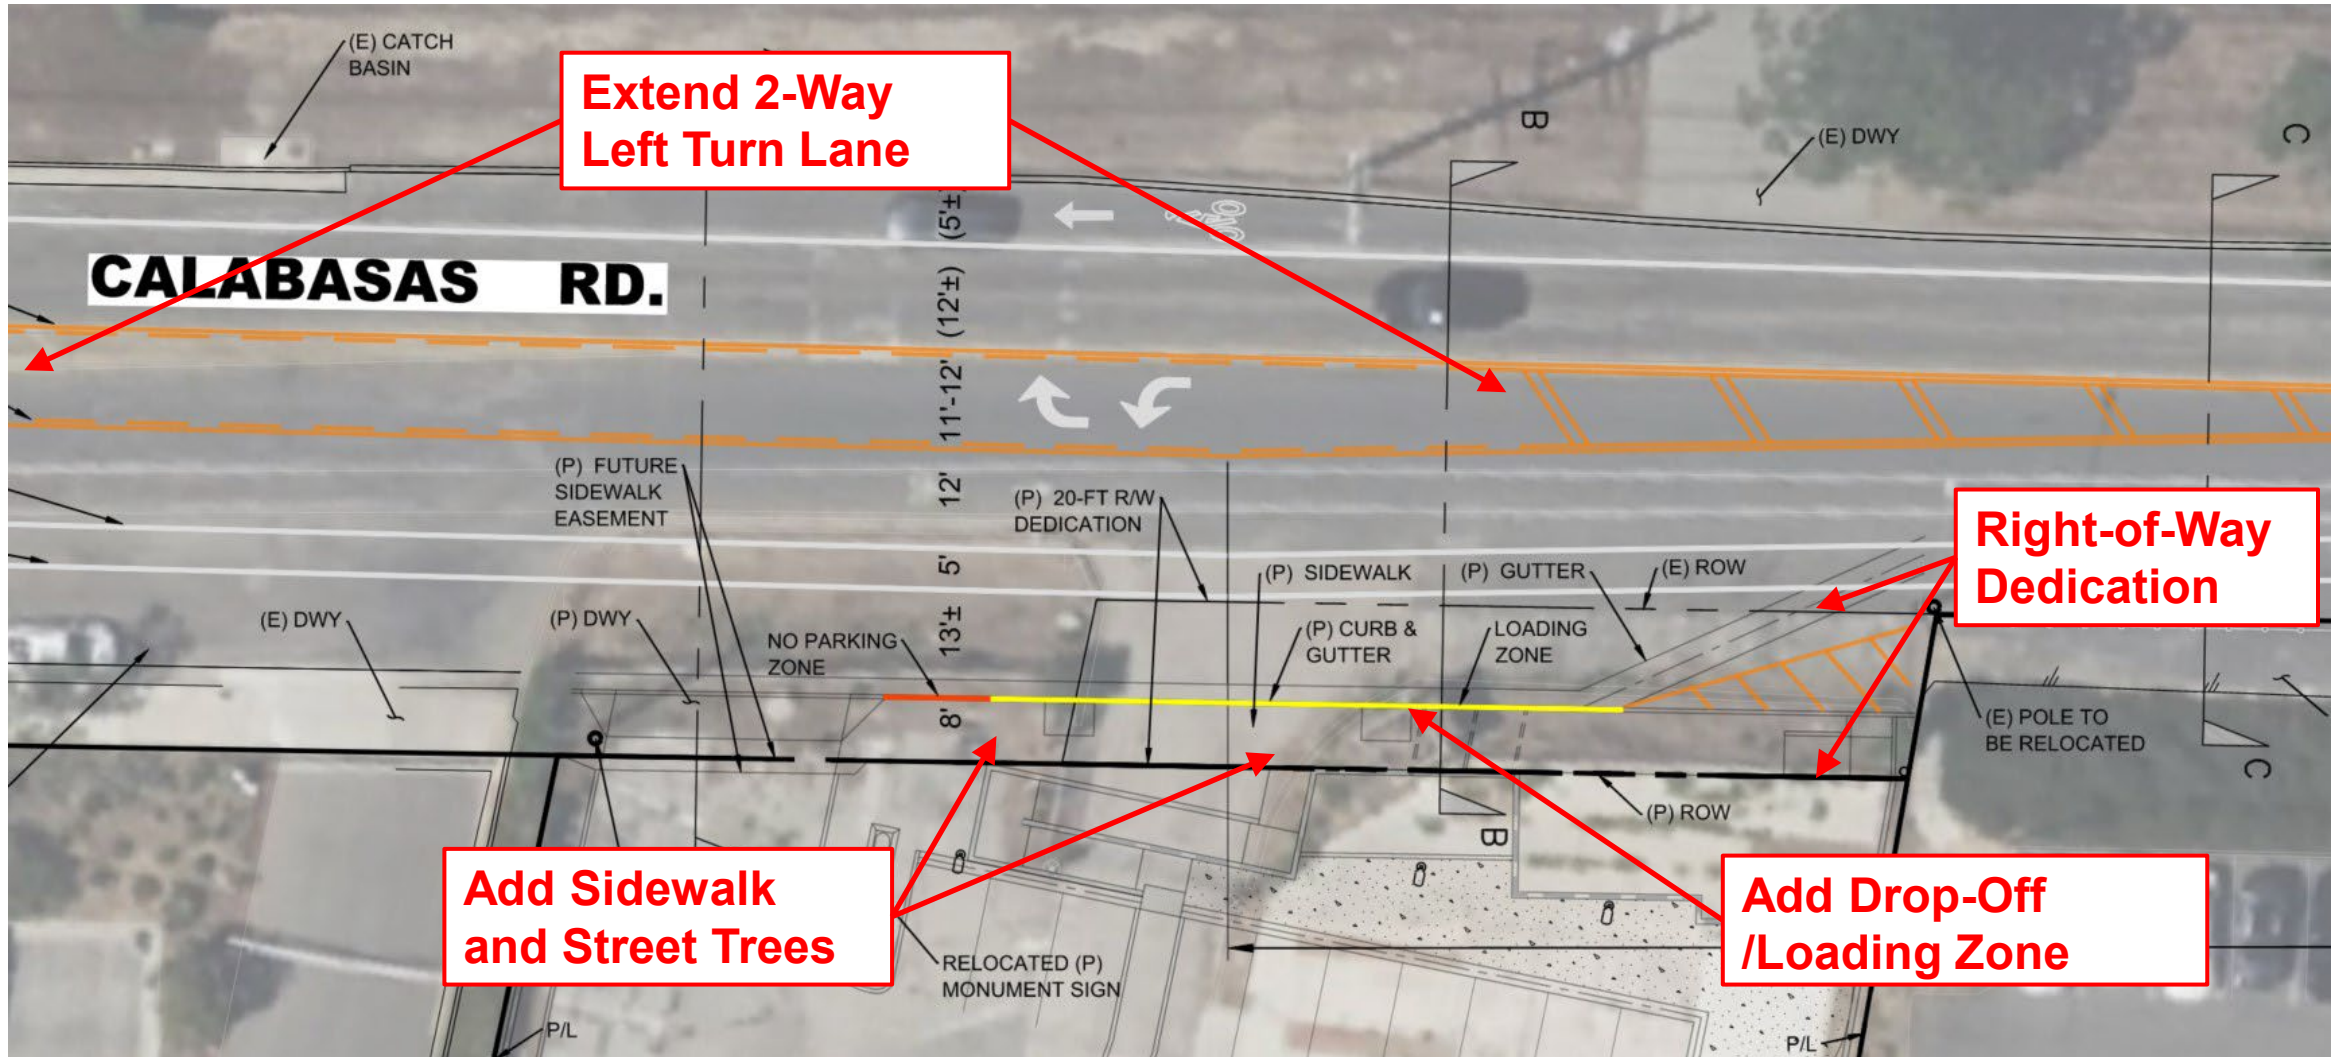 (E) CATCH
BASIN
Extend 2-Way
Left Turn Lane
B
(E) DWY
C
CALABASAS RD.
(5'±)
(12'±)
11'-12'
12'
5'
13'±
8'
(P) FUTURE
SIDEWALK
EASEMENT
(P) 20-FT R/W
DEDICATION
Right-of-Way
Dedication
(P) SIDEWALK
(P) GUTTER
(E) ROW
(E) DWY
(P) DWY
NO PARKING
ZONE
(P) CURB &
GUTTER
LOADING
ZONE
(E) POLE TO
BE RELOCATED
C
(P) ROW
B
Add Sidewalk
and Street Trees
Add Drop-Off
/Loading Zone
RELOCATED (P)
MONUMENT SIGN
P/L
P/L